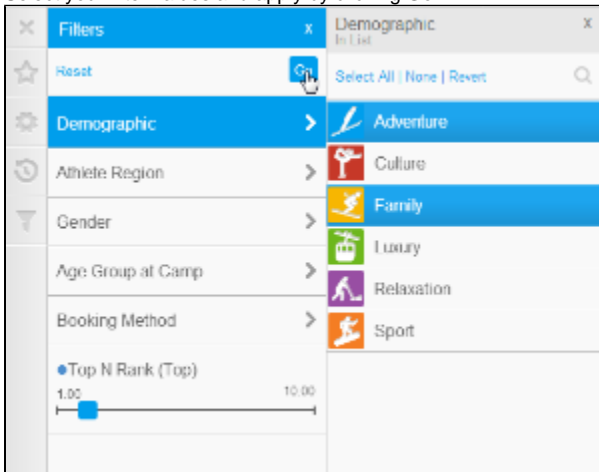 Filters x
Reset Go
Demographic
Athlete Region
Gender
Age Group at Camp
Booking Method
Top N Rank (Top)
1.00 10.00
Demographic x
In List
Select All | None | Revert
Adventure
Culture
Family
Luxury
Relaxation
Sport